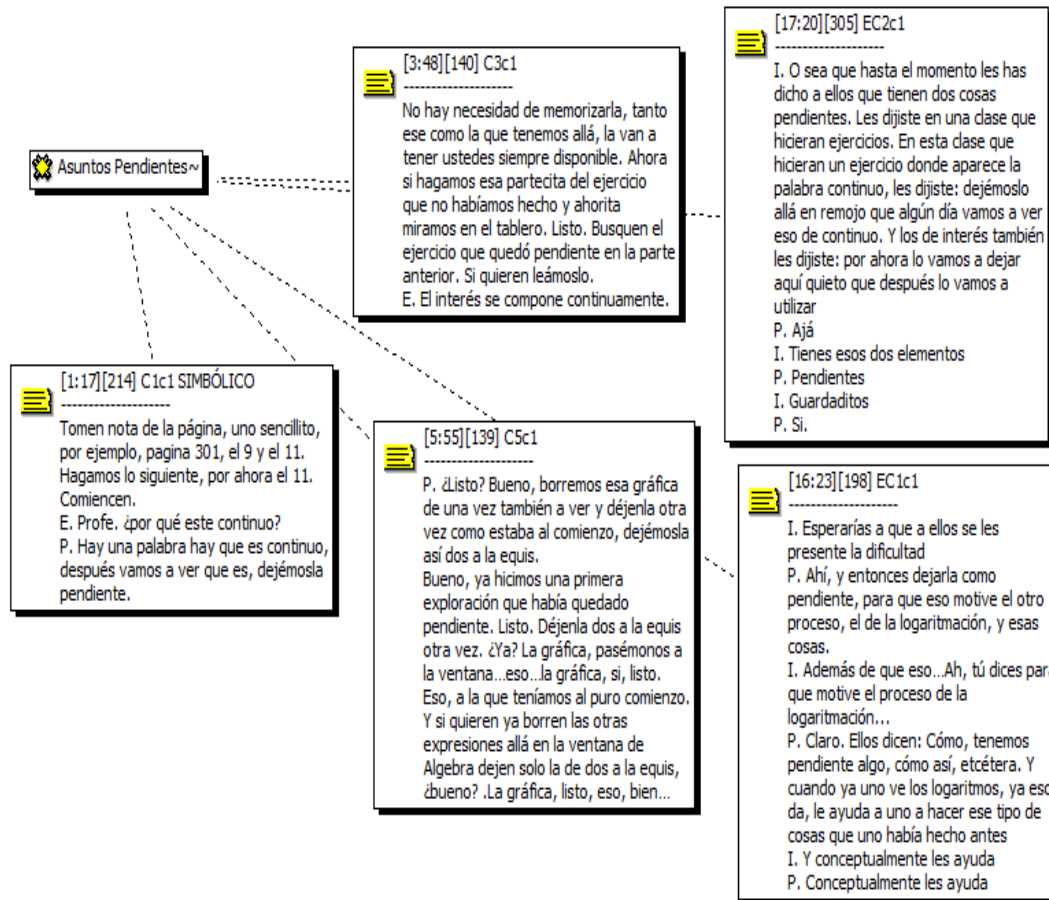 Asuntos Pendientes~
[3:48][140] C3c1
--------------------
No hay necesidad de memorizarla, tanto
ese como la que tenemos allá, la van a
tener ustedes siempre disponible. Ahora
si hagamos esa partecita del ejercicio
que no habíamos hecho y ahorita
miramos en el tablero. Listo. Busquen el
ejercicio que quedó pendiente en la parte
anterior. Si quieren leámoslo.
E. El interés se compone continuamente.
[17:20][305] EC2c1
--------------------
I. O sea que hasta el momento les has
dicho a ellos que tienen dos cosas
pendientes. Les dijiste en una clase que
hicieran ejercicios. En esta clase que
hicieran un ejercicio donde aparece la
palabra continuo, les dijiste: dejémoslo
allá en remojo que algún día vamos a ver
eso de continuo. Y los de interés también
les dijiste: por ahora lo vamos a dejar
aquí quieto que después lo vamos a
utilizar
P. Ajá
I. Tienes esos dos elementos
P. Pendientes
I. Guardaditos
P. Si.
[1:17][214] C1c1 SIMBÓLICO
--------------------
Tomen nota de la página, uno sencillito,
por ejemplo, pagina 301, el 9 y el 11.
Hagamos lo siguiente, por ahora el 11.
Comiencen.
E. Profe. ¿por qué este continuo?
P. Hay una palabra hay que es continuo,
después vamos a ver que es, dejémosla
pendiente.
[5:55][139] C5c1
--------------------
P. ¿Listo? Bueno, borremos esa gráfica
de una vez también a ver y déjenla otra
vez como estaba al comienzo, dejémosla
así dos a la equis.
Bueno, ya hicimos una primera
exploración que había quedado
pendiente. Listo. Déjenla dos a la equis
otra vez. ¿Ya? La gráfica, pasémonos a
la ventana...eso...la gráfica, si, listo.
Eso, a la que teníamos al puro comienzo.
Y si quieren ya borren las otras
expresiones allá en la ventana de
Algebra dejen solo la de dos a la equis,
¿bueno? .La gráfica, listo, eso, bien...
[16:23][198] EC1c1
--------------------
I. Esperarías a que a ellos se les
presente la dificultad
P. Ahí, y entonces dejarla como
pendiente, para que eso motive el otro
proceso, el de la logaritmación, y esas
cosas.
I. Además de que eso...Ah, tú dices para
que motive el proceso de la
logaritmación...
P. Claro. Ellos dicen: Cómo, tenemos
pendiente algo, cómo así, etcétera. Y
cuando ya uno ve los logaritmos, ya eso
da, le ayuda a uno a hacer ese tipo de
cosas que uno había hecho antes
I. Y conceptualmente les ayuda
P. Conceptualmente les ayuda